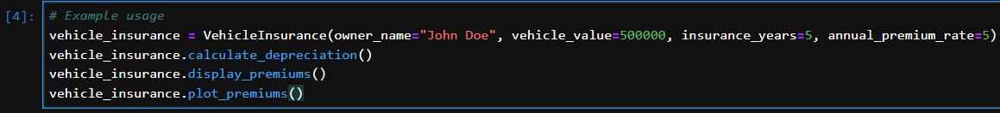 [4]: # Example usage
vehicle_insurance = VehicleInsurance(owner_name="John Doe", vehicle_value=500000, insurance_years=5, annual_premium_rate=5)
vehicle_insurance.calculate_depreciation()
vehicle_insurance.display_premiums()
vehicle_insurance.plot_premiums()